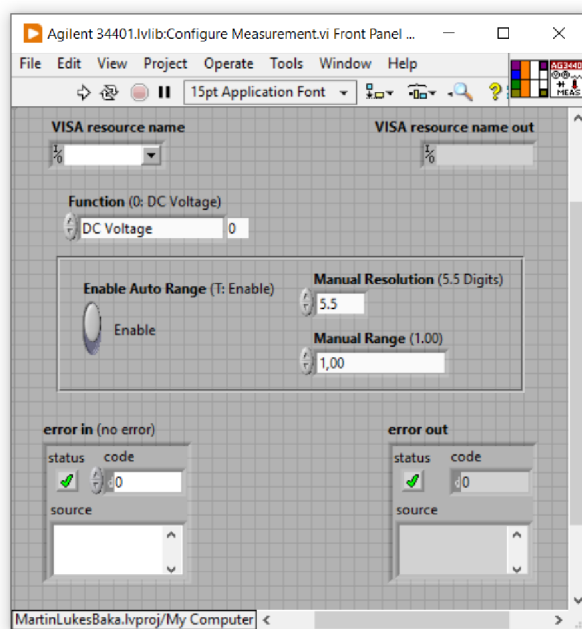 Agilent 34401.lvlib:Configure Measurement.vi Front Panel ...
File Edit View Project Operate Tools Window Help
15pt Application Font
AG3440
MEAS
VISA resource name
VISA resource name out
I/O
I/O
Function (0: DC Voltage)
DC Voltage 0
Enable Auto Range (T: Enable)
Enable
Manual Resolution (5.5 Digits)
5.5
Manual Range (1.00)
1,00
error in (no error)
status code
d0
source
error out
status code
d0
source
MartinLukesBaka.lvproj/My Computer